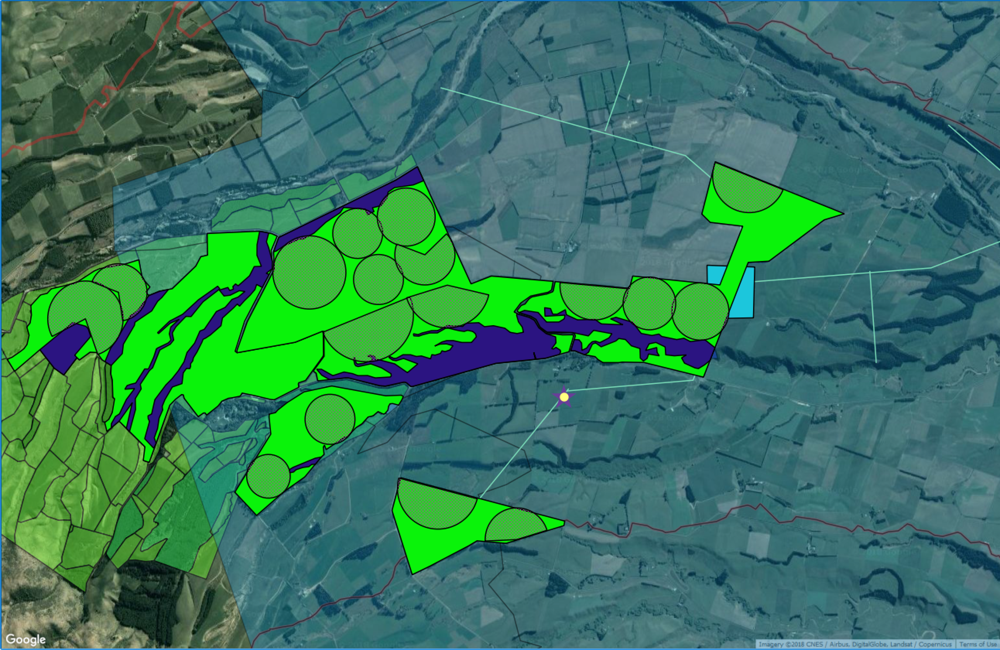 Google
Imagery ©2018 CNES / Airbus, DigitalGlobe, Landsat / Copernicus
Terms of Use